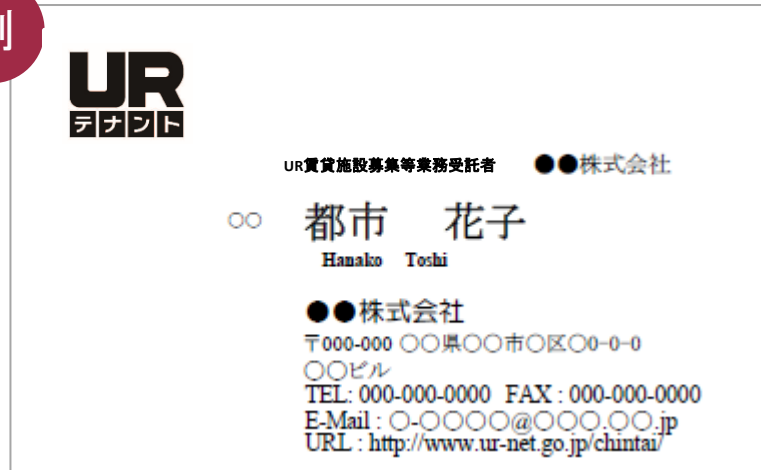 例
UR
テナント
UR賃貸施設募集等業務受託者 ●●株式会社
○○ 都市 花子
Hanako Toshi
●●株式会社
〒000-000 ○○県○○市○区○0-0-0
○○ビル
TEL: 000-000-0000 FAX : 000-000-0000
E-Mail : ○-○○○○@○○○.○○.jp
URL : http://www.ur-net.go.jp/chintai/